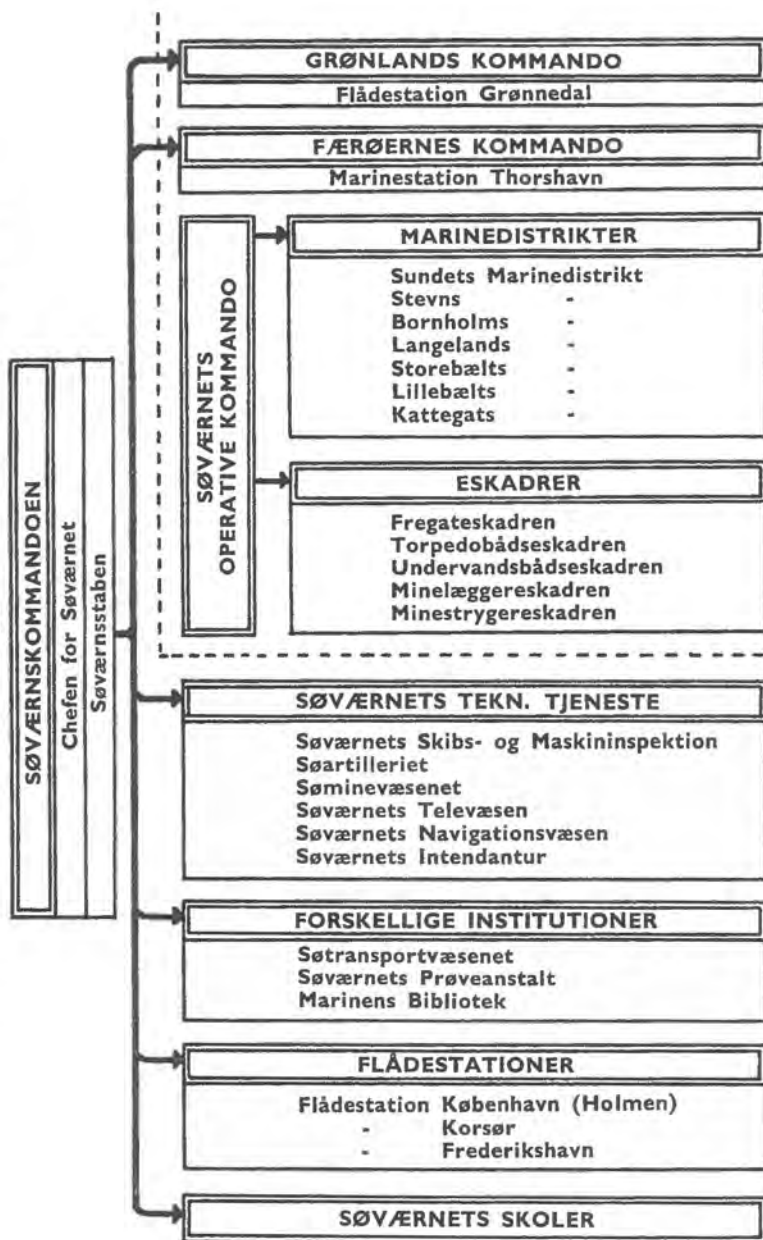 GRØNLANDS KOMMANDO
Flådestation Grønnedal
FÆRØERNES KOMMANDO
Marinestation Thorshavn
SØVÆRNETS
OPERATIVE KOMMANDO
MARINEDISTRIKTER
Sundets Marinedistrikt
Stevns -
Bornholms -
Langelands -
Storebælts -
Lillebælts -
Kattegats -
ESKADRER
Fregateskadren
Torpedobådseskadren
Undervandsbådseskadren
Minelæggereskadren
Minestrygereskadren
SØVÆRNSKOMMANDOEN
Chefen for Søværnet
Søværnsstaben
SØVÆRNETS TEKN. TJENESTE
Søværnets Skibs- og Maskininspektion
Søartilleriet
Søminevæsenet
Søværnets Televæsen
Søværnets Navigationsvæsen
Søværnets Intendantur
FORSKELLIGE INSTITUTIONER
Søtransportvæsenet
Søværnets Prøveanstalt
Marinens Bibliotek
FLÅDESTATIONER
Flådestation København (Holmen)
- Korsør
- Frederikshavn
SØVÆRNETS SKOLER